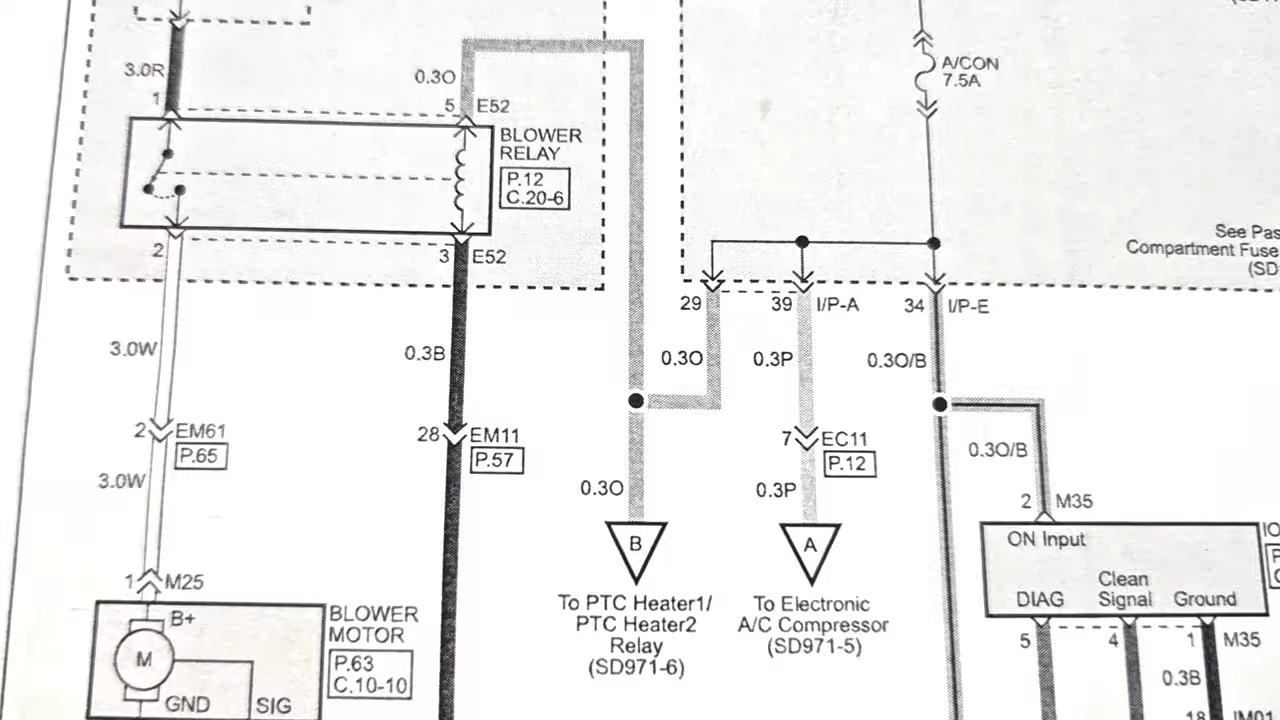 A/CON
7.5A
3.0R
0.3O
1
5
E52
BLOWER
RELAY
P.12
C.20-6
2
3
E52
See Pas
Compartment Fuse
(SD
29
39
I/P-A
34
I/P-E
3.0W
0.3B
0.3O
0.3P
0.3O/B
2
EM61
P.65
28
EM11
P.57
7
EC11
P.12
0.3O/B
3.0W
0.3O
0.3P
2
M35
B
A
ON Input
1
M25
To PTC Heater1/
PTC Heater2
Relay
(SD971-6)
To Electronic
A/C Compressor
(SD971-5)
DIAG
Clean
Signal
Ground
B+
M
GND
SIG
BLOWER
MOTOR
P.63
C.10-10
5
4
1
M35
0.3B
18